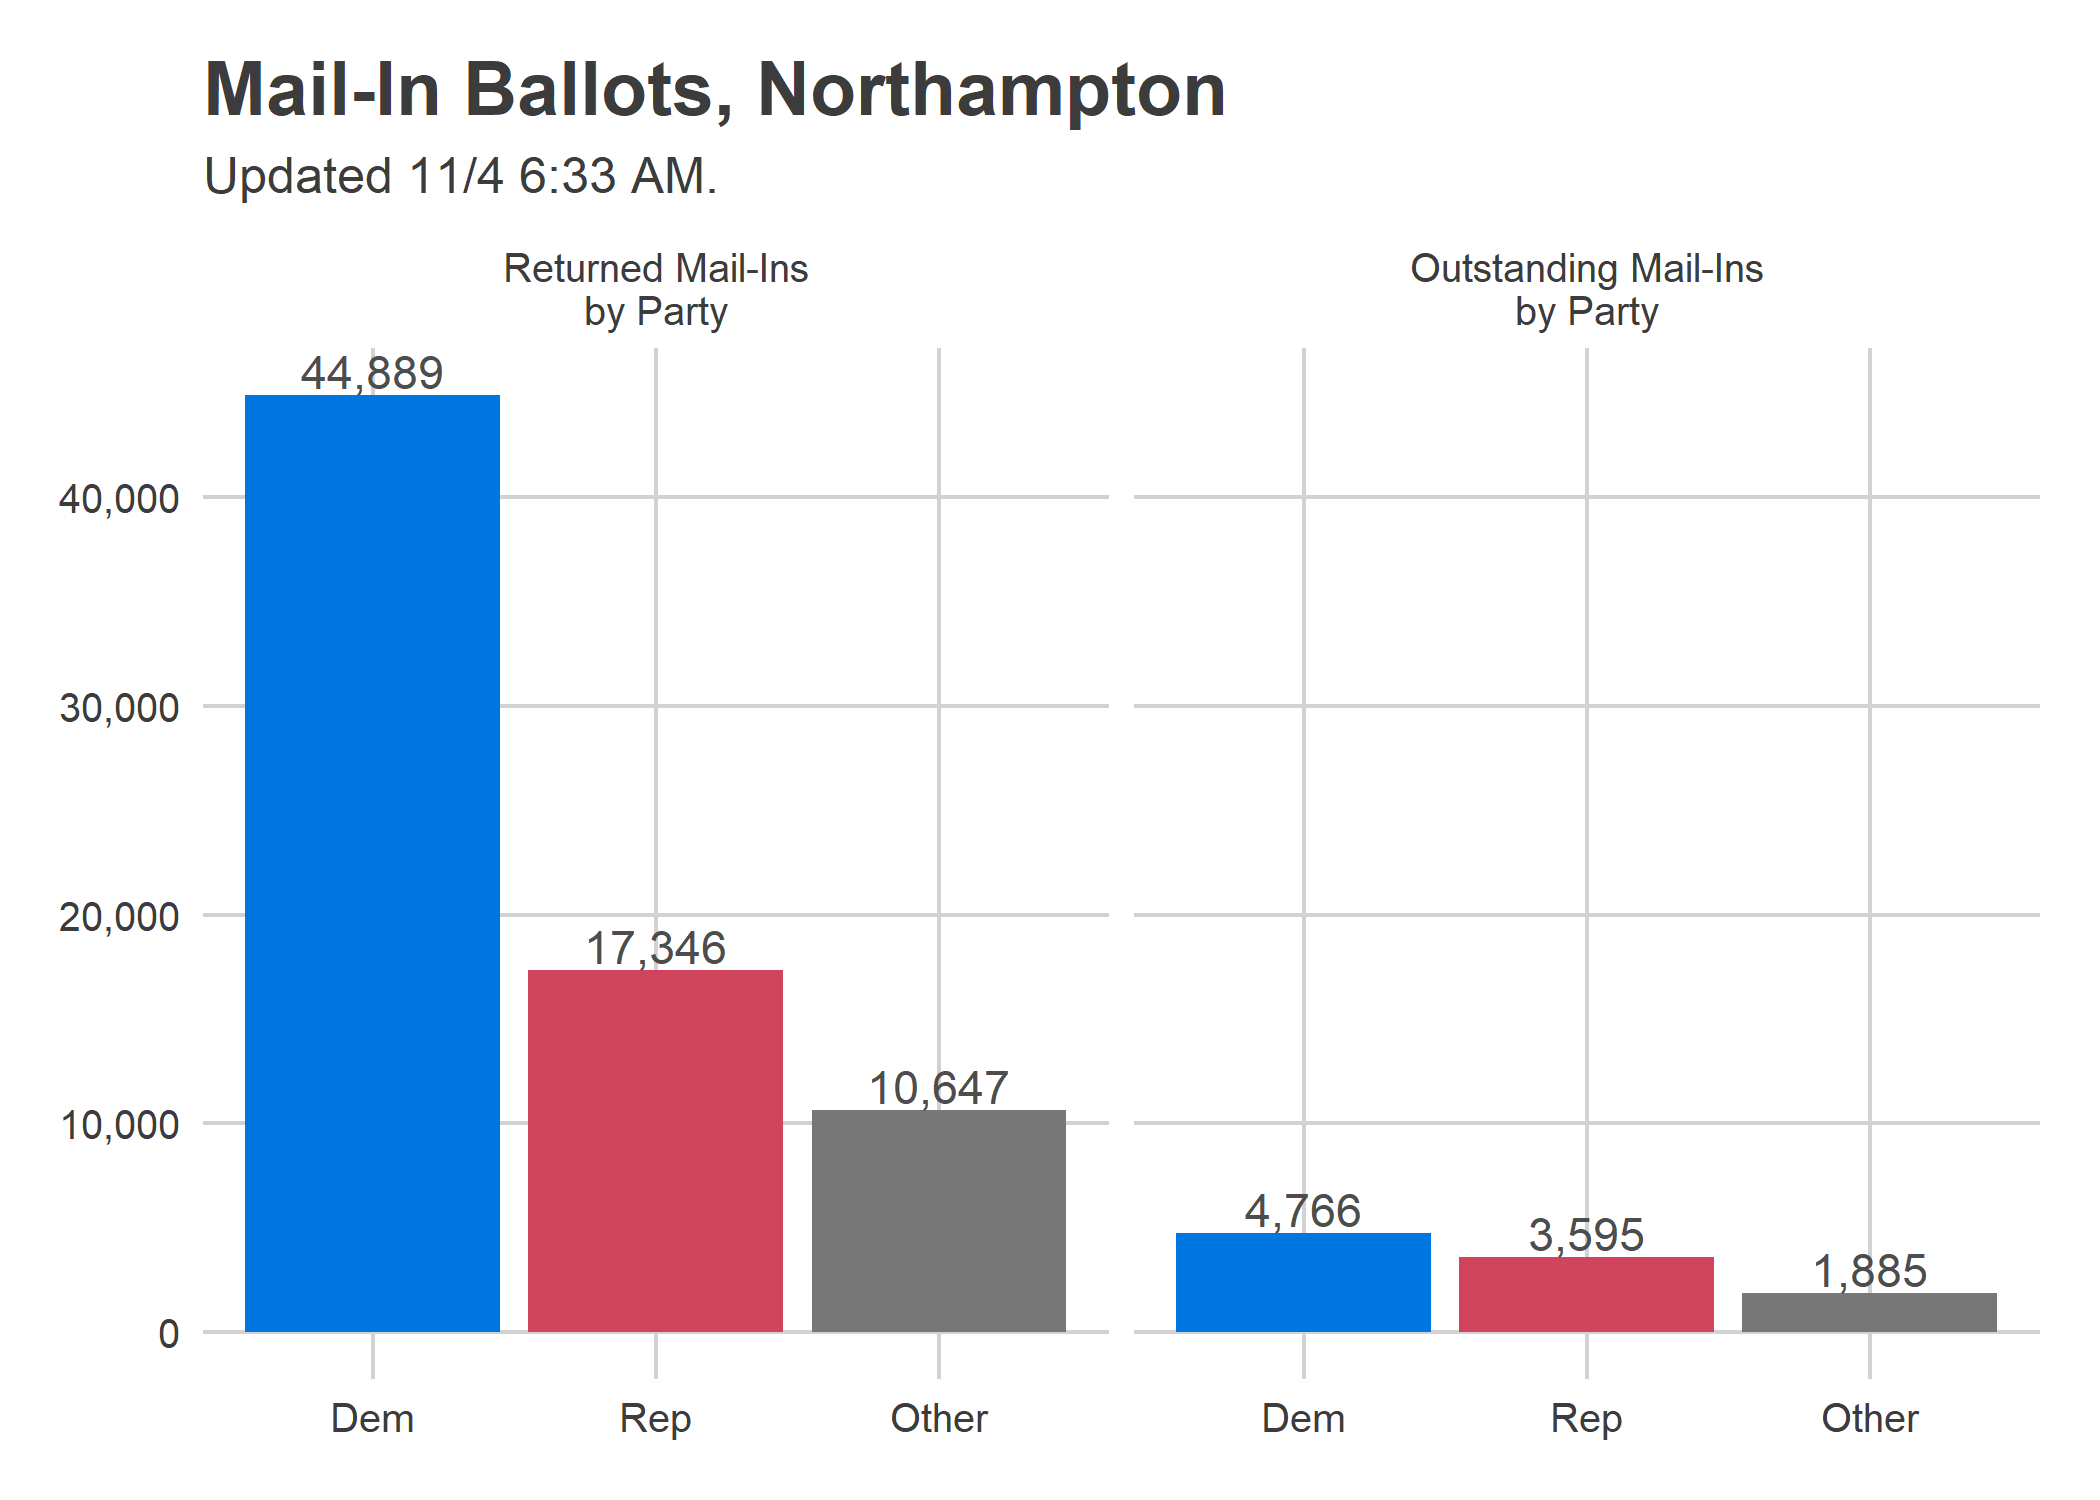 Mail-In Ballots, Northampton
Updated 11/4 6:33 AM.
Returned Mail-Ins
by Party
Outstanding Mail-Ins
by Party
44,889
40,000
30,000
20,000
17,346
10,647
10,000
4,766
3,595
1,885
0
Dem
Rep
Other
Dem
Rep
Other